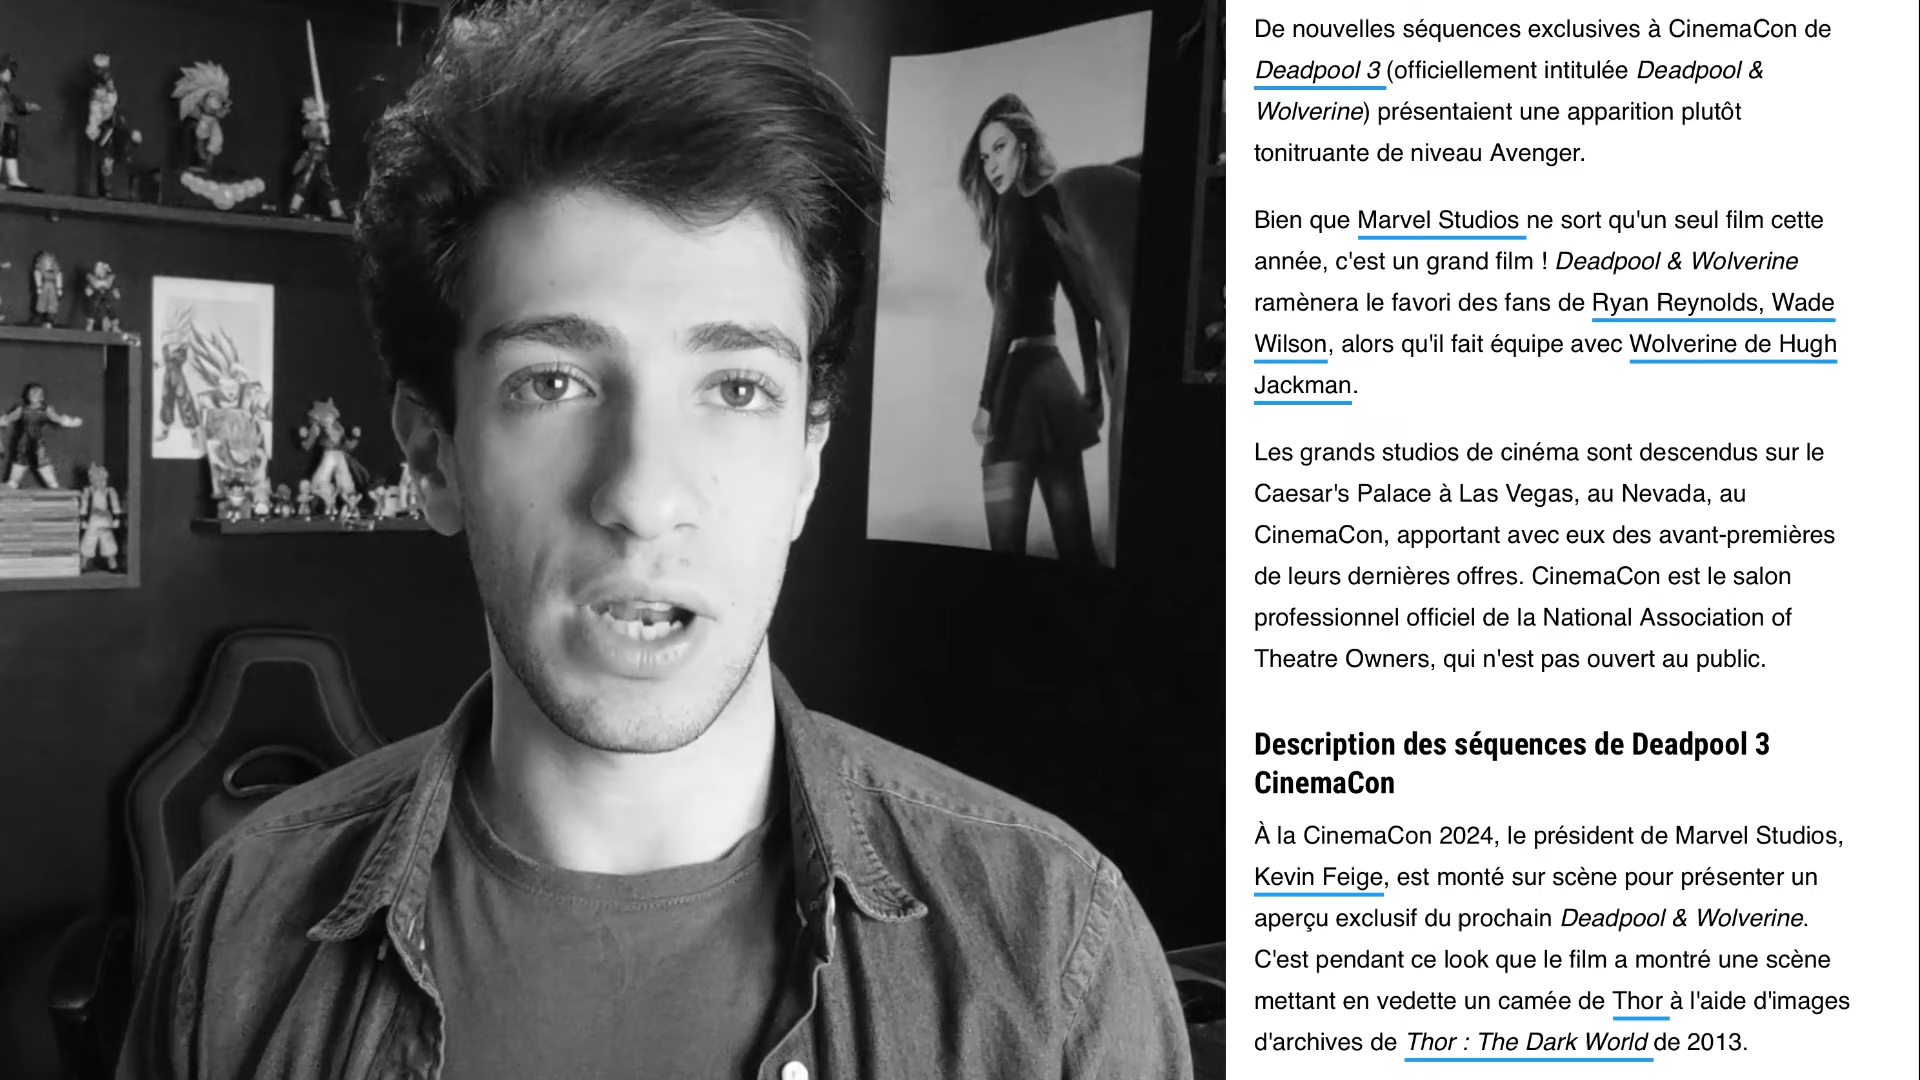 De nouvelles séquences exclusives à CinemaCon de
Deadpool 3 (officiellement intitulée Deadpool &
Wolverine) présentaient une apparition plutôt
tonitruante de niveau Avenger.
Bien que Marvel Studios ne sort qu'un seul film cette
année, c'est un grand film ! Deadpool & Wolverine
ramènera le favori des fans de Ryan Reynolds, Wade
Wilson, alors qu'il fait équipe avec Wolverine de Hugh
Jackman.
Les grands studios de cinéma sont descendus sur le
Caesar's Palace à Las Vegas, au Nevada, au
CinemaCon, apportant avec eux des avant-premières
de leurs dernières offres. CinemaCon est le salon
professionnel officiel de la National Association of
Theatre Owners, qui n'est pas ouvert au public.
Description des séquences de Deadpool 3
CinemaCon
À la CinemaCon 2024, le président de Marvel Studios,
Kevin Feige, est monté sur scène pour présenter un
aperçu exclusif du prochain Deadpool & Wolverine.
C'est pendant ce look que le film a montré une scène
mettant en vedette un camée de Thor à l'aide d'images
d'archives de Thor : The Dark World de 2013.